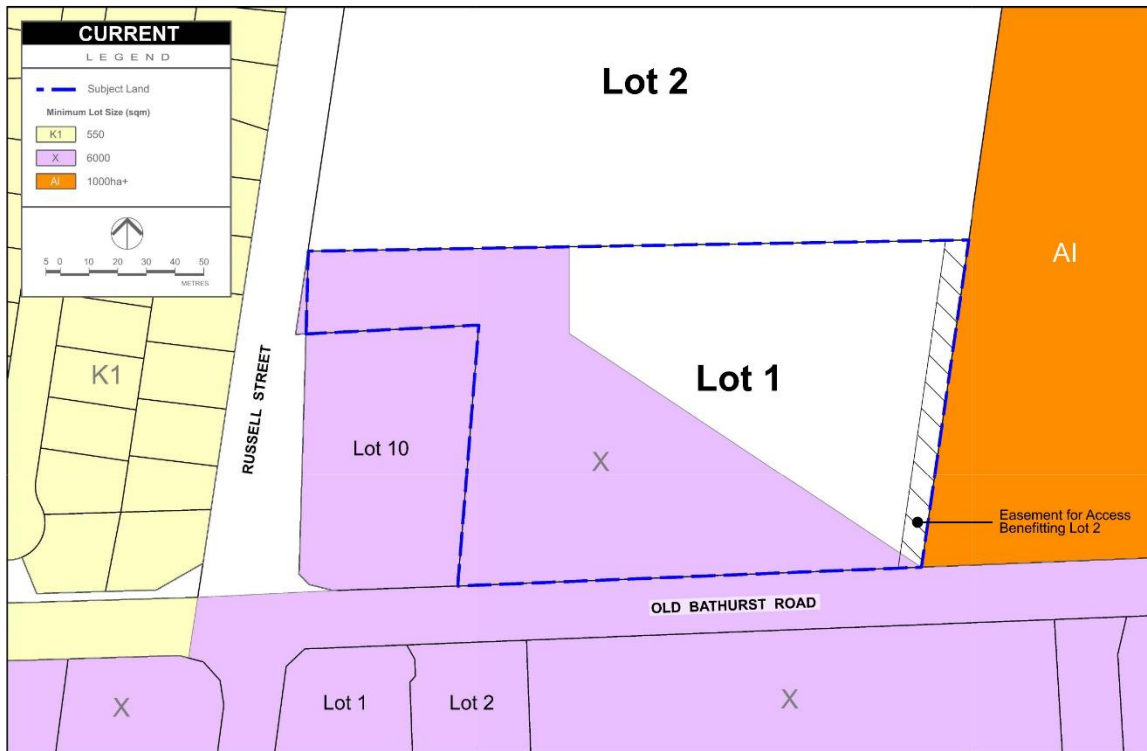 CURRENT
LEGEND
Subject Land
Minimum Lot Size (sqm)
K1 550
X 6000
AI 1000ha+
5 0 10 20 30 40 50
METRES
Lot 2
AI
K1
RUSSELL STREET
Lot 10
Lot 1
X
Easement for Access
Benefitting Lot 2
OLD BATHURST ROAD
X
Lot 1
Lot 2
X